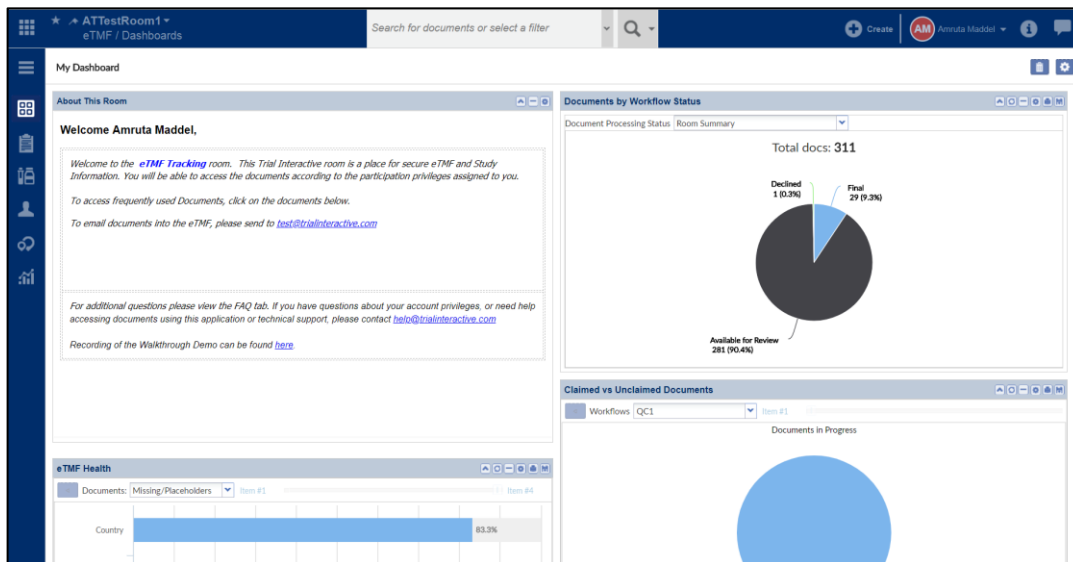 ATTestRoom1
eTMF / Dashboards
Search for documents or select a filter
Create
AM
Amruta Maddel
My Dashboard
About This Room
Welcome Amruta Maddel,
Welcome to the eTMF Tracking room. This Trial Interactive room is a place for secure eTMF and Study
Information. You will be able to access the documents according to the participation privileges assigned to you.
To access frequently used Documents, click on the documents below.
To email documents into the eTMF, please send to test@trialinteractive.com
For additional questions please view the FAQ tab. If you have questions about your account privileges, or need help
accessing documents using this application or technical support, please contact help@trialinteractive.com
Recording of the Walkthrough Demo can be found here.
eTMF Health
Documents: Missing/Placeholders Item #1 Item #4
Country
83.3%
Documents by Workflow Status
Document Processing Status Room Summary
Total docs: 311
Declined
1 (0.3%)
Final
29 (9.3%)
Available for Review
281 (90.4%)
Claimed vs Unclaimed Documents
Workflows QC1 Item #1
Documents in Progress